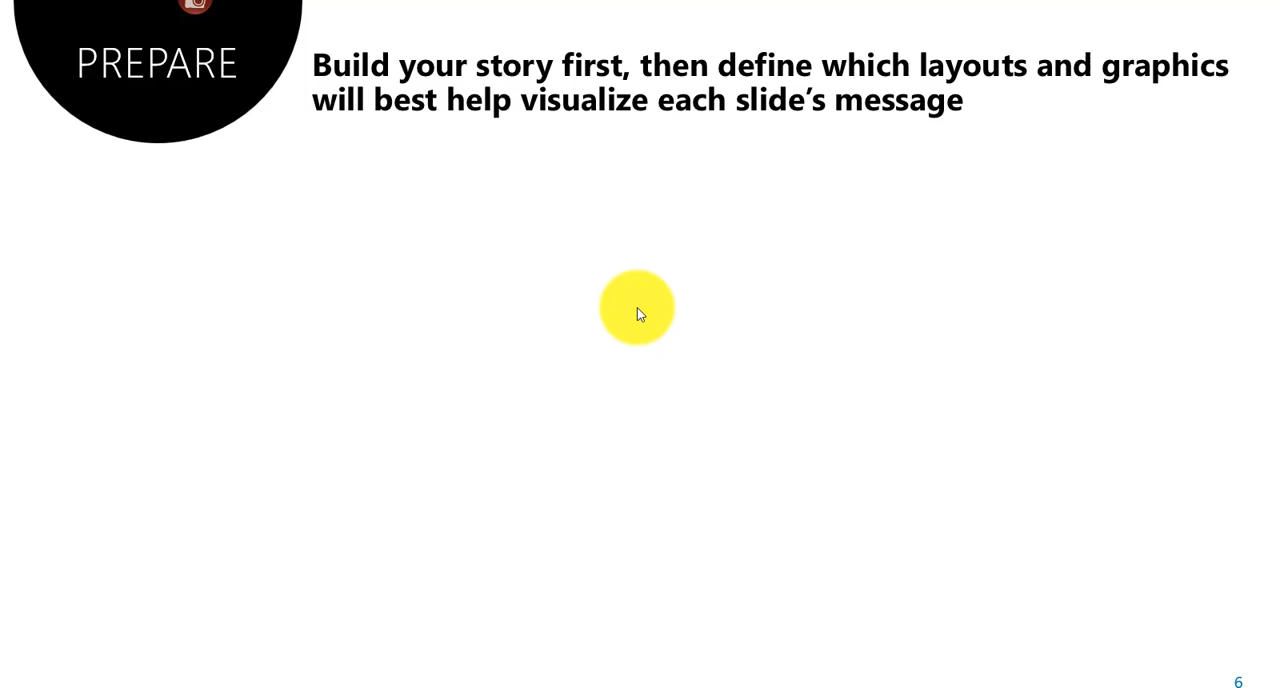 PREPARE
Build your story first, then define which layouts and graphics
will best help visualize each slide’s message
6